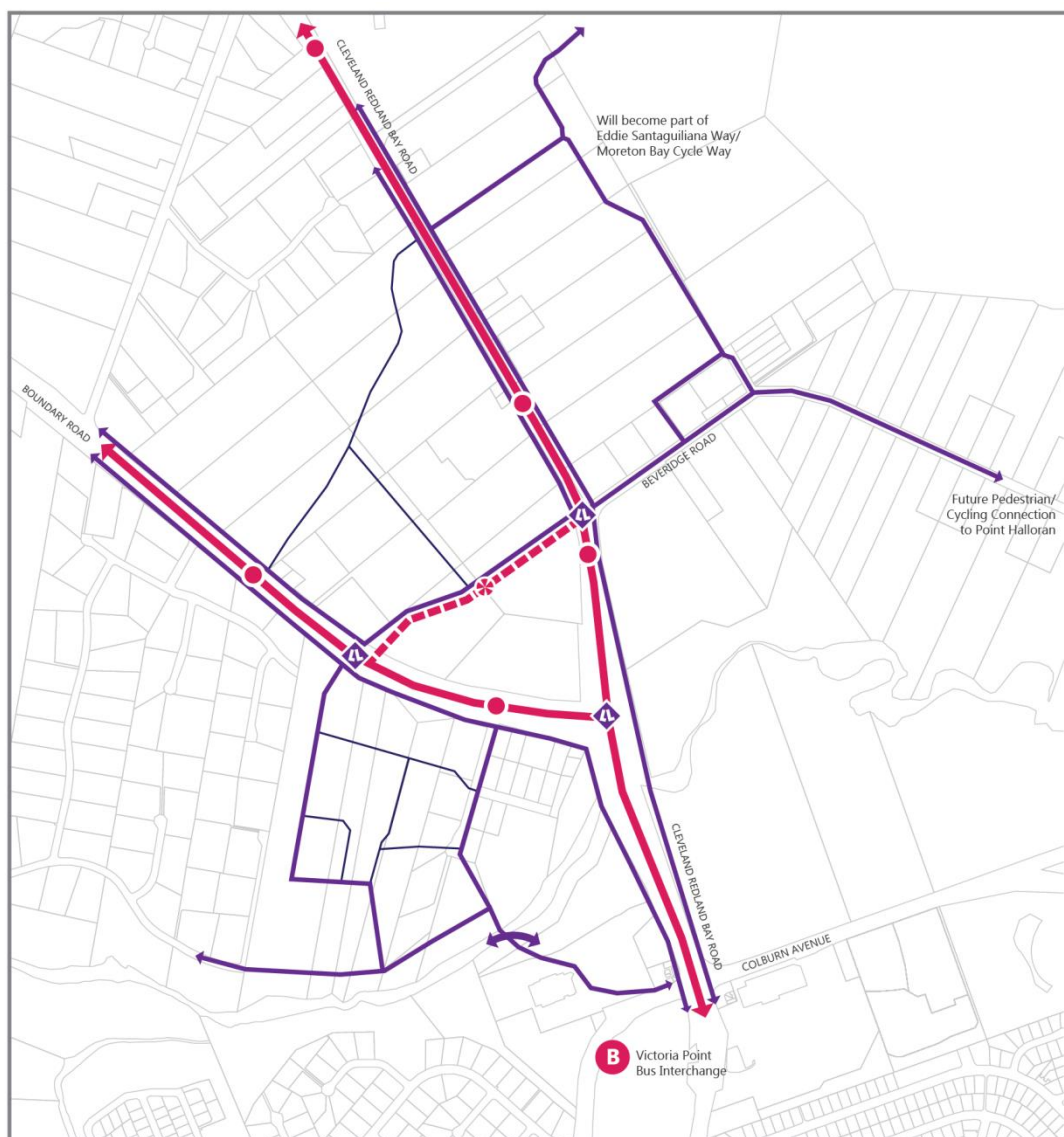 CLEVELAND REDLAND BAY ROAD
Will become part of
Eddie Santaguiliana Way/
Moreton Bay Cycle Way
BOUNDARY ROAD
BEVERIDGE ROAD
Future Pedestrian/
Cycling Connection
to Point Halloran
CLEVELAND REDLAND BAY ROAD
COLBURN AVENUE
B
Victoria Point
Bus Interchange